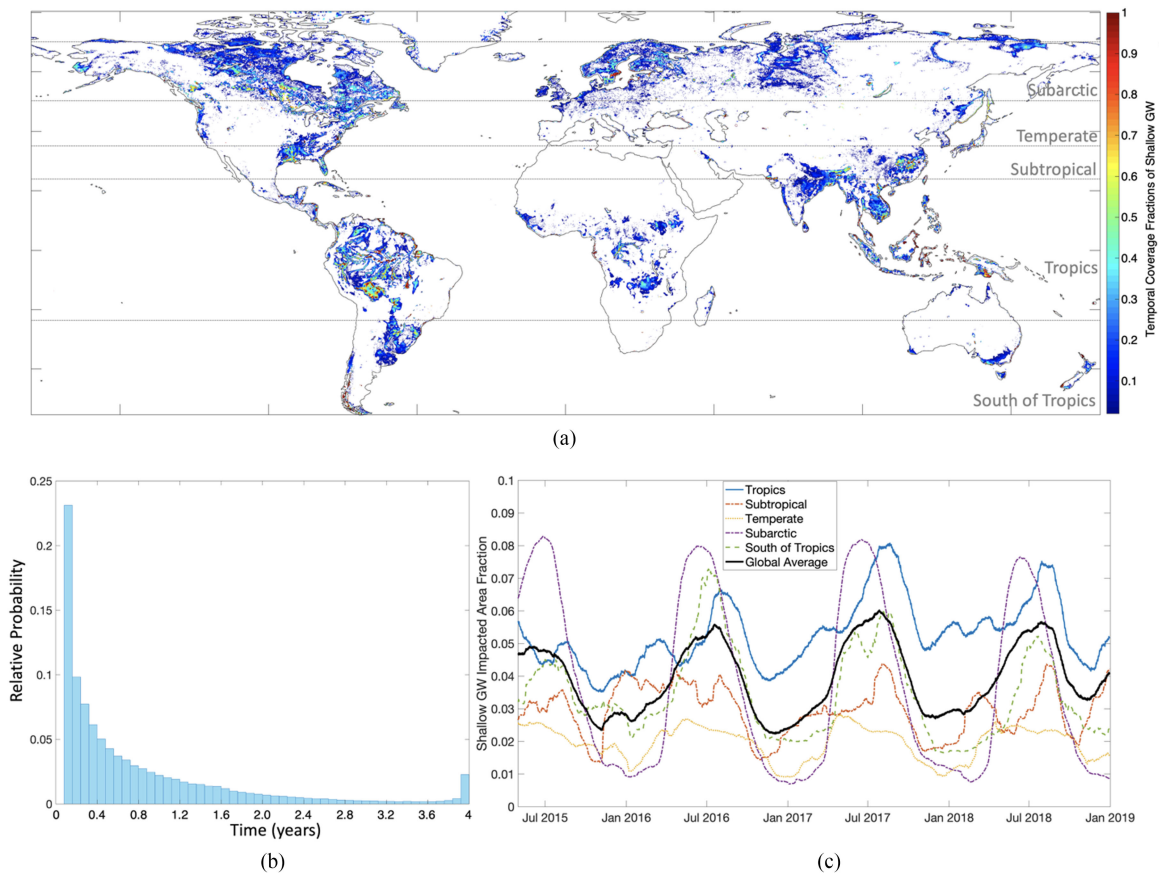 1
0.9
0.8
0.7
0.6
0.5
0.4
0.3
0.2
0.1
Temporal Coverage Fractions of Shallow GW
Subarctic
Temperate
Subtropical
Tropics
South of Tropics
(a)
0.25
0.2
0.15
0.1
0.05
0
Relative Probability
0 0.4 0.8 1.2 1.6 2.0 2.4 2.8 3.2 3.6 4
Time (years)
(b)
0.1
0.09
0.08
0.07
0.06
0.05
0.04
0.03
0.02
0.01
0
Shallow GW Impacted Area Fraction
Tropics
Subtropical
Temperate
Subarctic
South of Tropics
Global Average
Jul 2015 Jan 2016 Jul 2016 Jan 2017 Jul 2017 Jan 2018 Jul 2018 Jan 2019
(c)